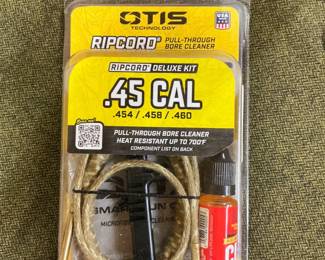 OTIS
TECHNOLOGY
USA
RIPCORD® PULL-THROUGH
BORE CLEANER
RIPCORD® DELUXE KIT
.45 CAL
.454 / .458 / .460
PULL-THROUGH BORE CLEANER
HEAT RESISTANT UP TO 700°F
COMPONENT LIST ON BACK